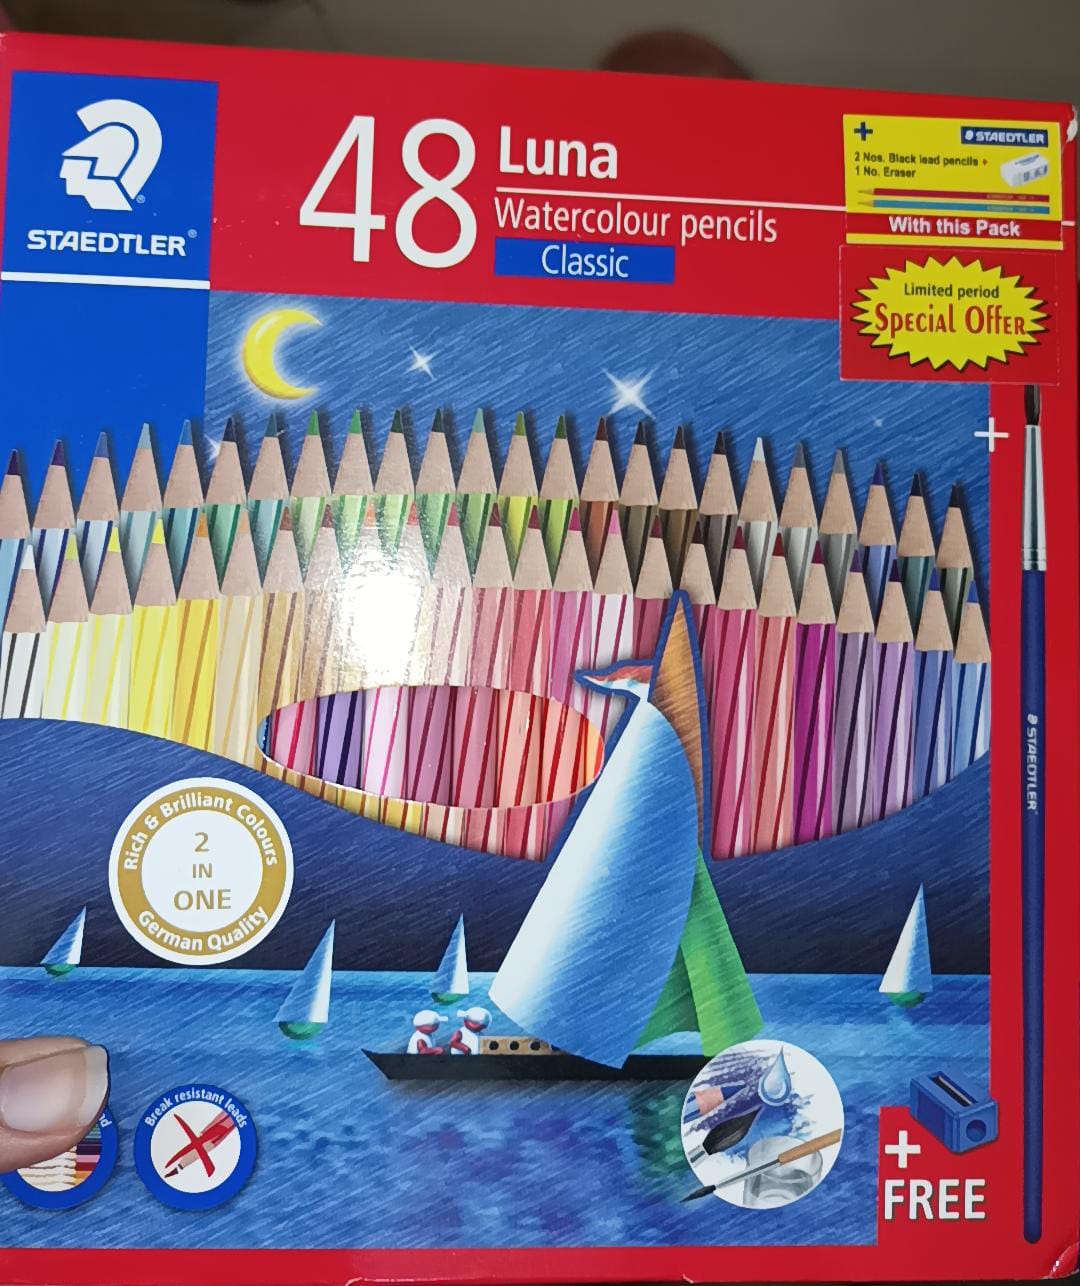 STAEDTLER®
48
Luna
Watercolour pencils
Classic
+
STAEDTLER
2 Nos. Black lead pencils +
1 No. Eraser
With this Pack
Limited period
Special Offer
+
STAEDTLER
Rich & Brilliant Colours
2
IN
ONE
German Quality
Break resistant leads
+
FREE